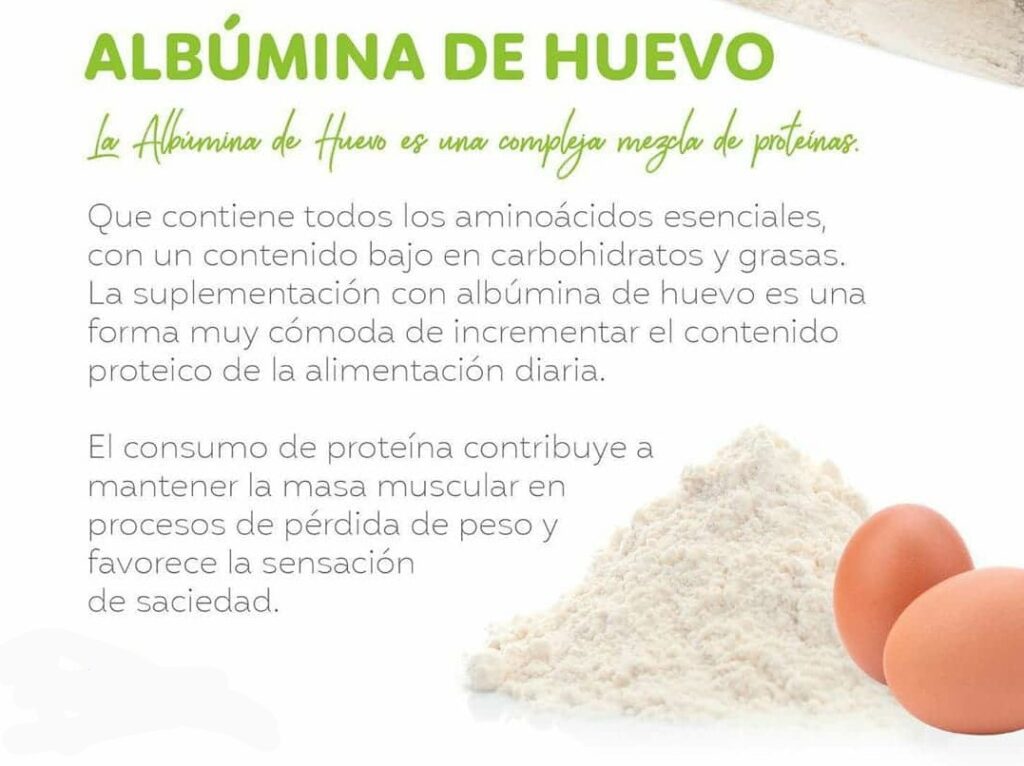 ALBÚMINA DE HUEVO
La Albúmina de Huevo es una compleja mezcla de proteínas.
Que contiene todos los aminoácidos esenciales,
con un contenido bajo en carbohidratos y grasas.
La suplementación con albúmina de huevo es una
forma muy cómoda de incrementar el contenido
proteico de la alimentación diaria.
El consumo de proteína contribuye a
mantener la masa muscular en
procesos de pérdida de peso y
favorece la sensación
de saciedad.